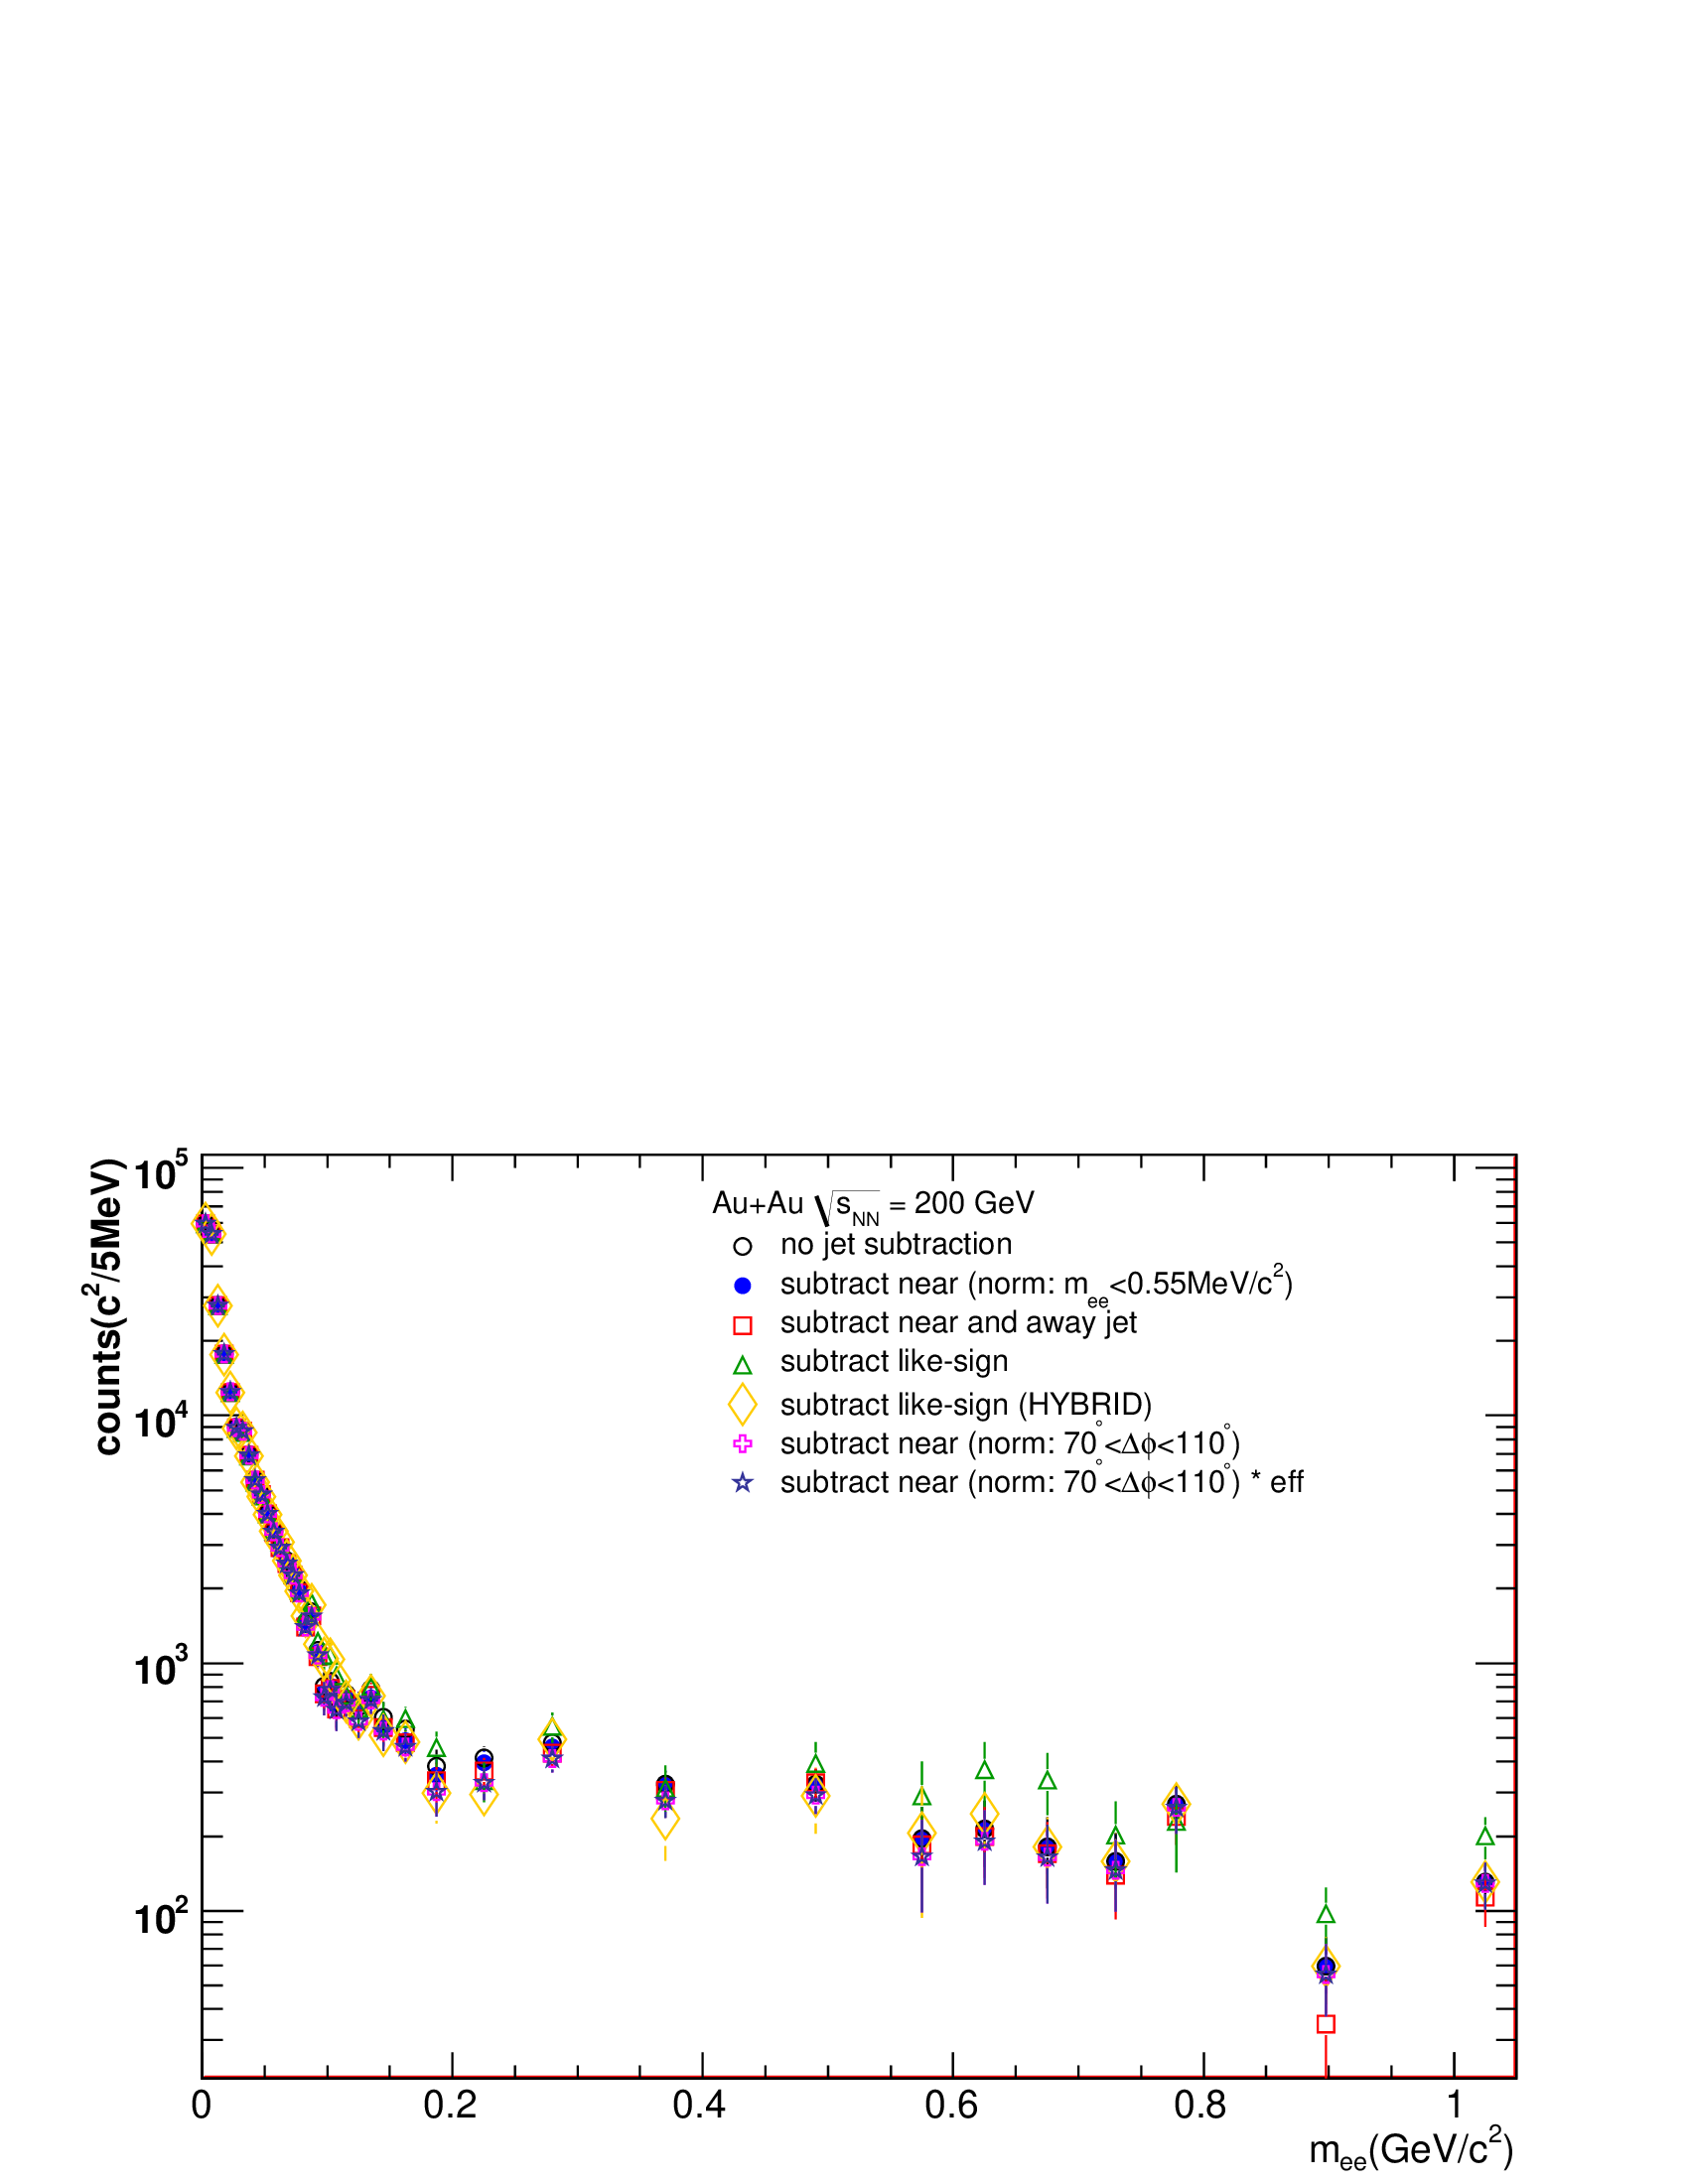 counts(c²/5MeV)
10⁵
10⁴
10³
10²
Au+Au √s_NN = 200 GeV
no jet subtraction
subtract near (norm: m_ee<0.55MeV/c²)
subtract near and away jet
subtract like-sign
subtract like-sign (HYBRID)
subtract near (norm: 70°<Δϕ<110°)
subtract near (norm: 70°<Δϕ<110°) * eff
0 0.2 0.4 0.6 0.8 1
m_ee(GeV/c²)